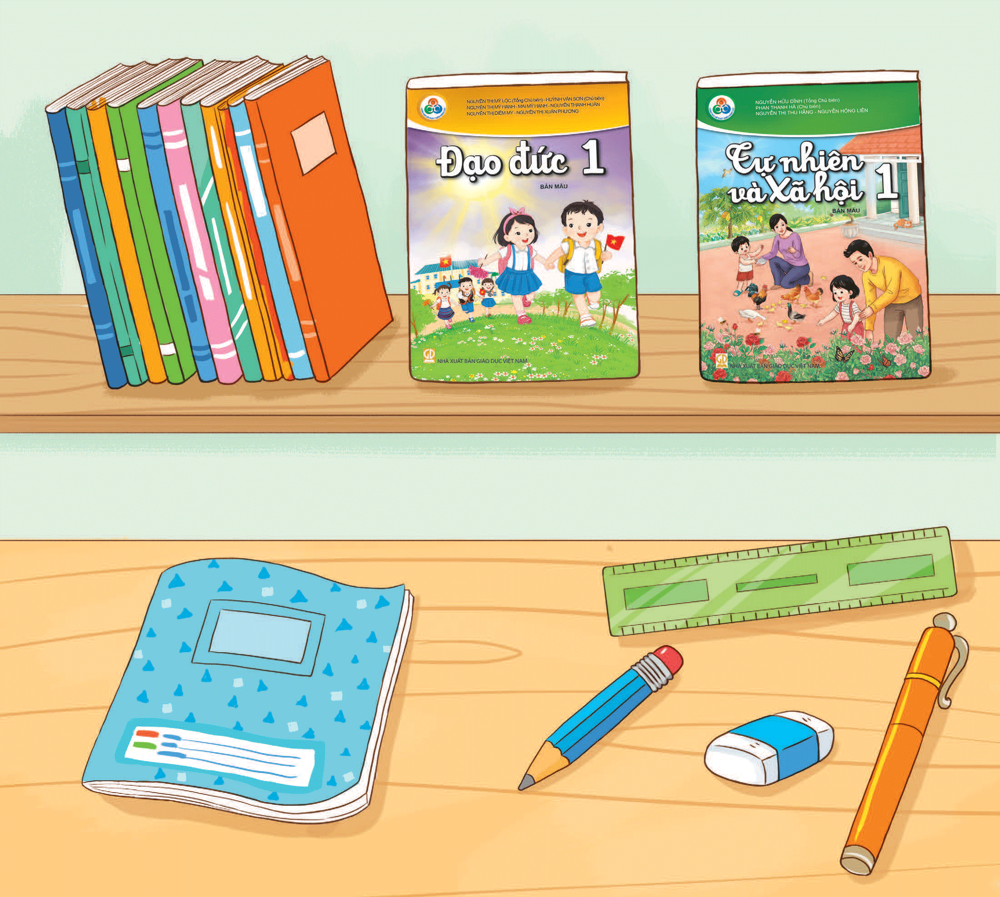 NGUYỄN THỊ MỸ LỘC (Tổng Chủ biên) - HUỲNH VĂN SƠN (Chủ biên)
NGUYỄN THỊ MỸ HẠNH - MAI MỸ HẠNH - NGUYỄN THANH HUÂN
NGUYỄN THỊ DIỄM MY - NGUYỄN THỊ XUÂN PHƯƠNG
Đạo đức 1
BẢN MẪU
NHÀ XUẤT BẢN GIÁO DỤC VIỆT NAM
NGUYỄN HỮU DĨNH (Tổng Chủ biên)
PHAN THANH HÀ (Chủ biên)
NGUYỄN THỊ THU HẰNG - NGUYỄN HỒNG LIÊN
Tự nhiên
và Xã hội 1
BẢN MẪU
NHÀ XUẤT BẢN GIÁO DỤC VIỆT NAM